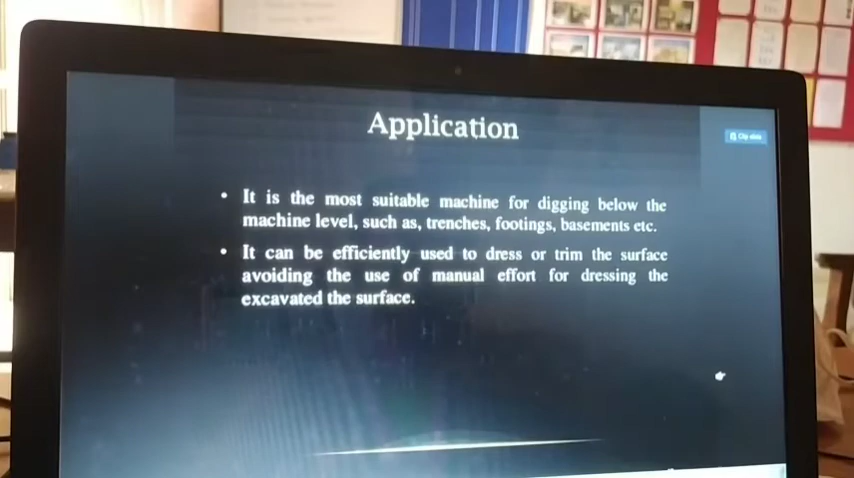 Application
Clip slide
• It is the most suitable machine for digging below the
machine level, such as, trenches, footings, basements etc.
• It can be efficiently used to dress or trim the surface
avoiding the use of manual effort for dressing the
excavated the surface.